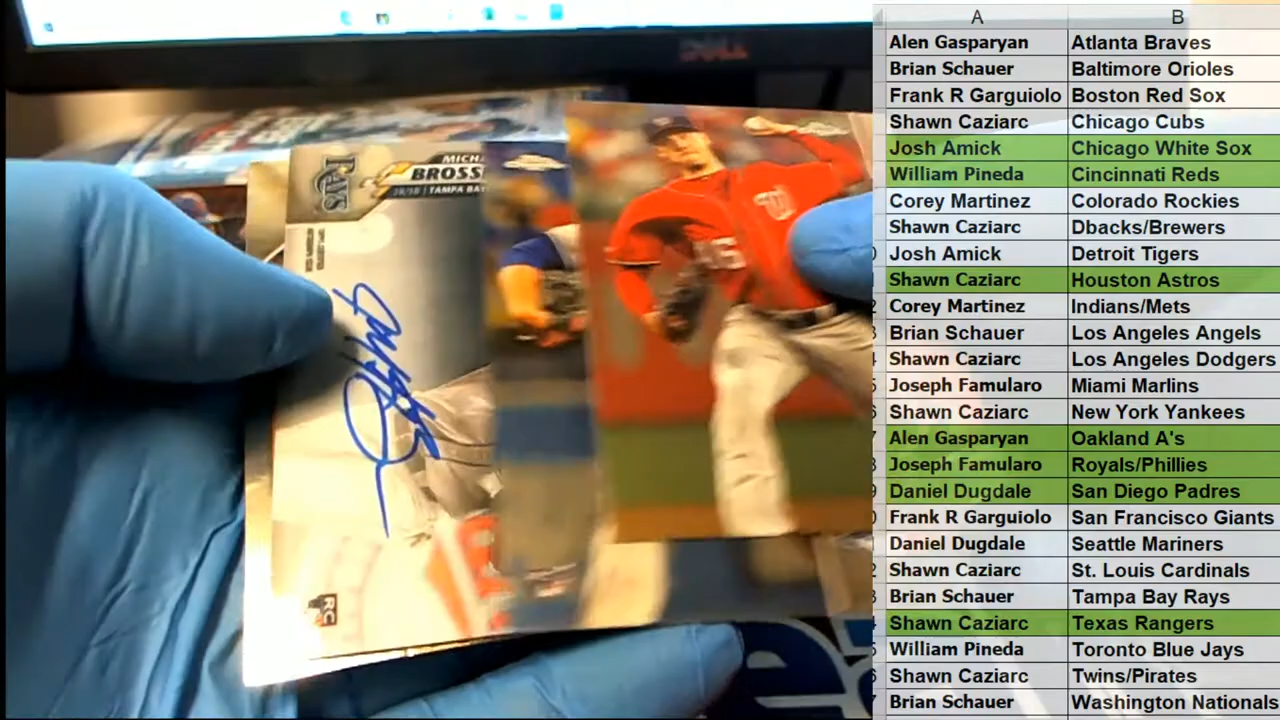 DELL
RAYS
MICHA
BROSS
TAMPA BAY
RC
A B
Alen Gasparyan Atlanta Braves
Brian Schauer Baltimore Orioles
Frank R Garguiolo Boston Red Sox
Shawn Caziarc Chicago Cubs
Josh Amick Chicago White Sox
William Pineda Cincinnati Reds
Corey Martinez Colorado Rockies
Shawn Caziarc Dbacks/Brewers
Josh Amick Detroit Tigers
Shawn Caziarc Houston Astros
Corey Martinez Indians/Mets
Brian Schauer Los Angeles Angels
Shawn Caziarc Los Angeles Dodgers
Joseph Famularo Miami Marlins
Shawn Caziarc New York Yankees
Alen Gasparyan Oakland A's
Joseph Famularo Royals/Phillies
Daniel Dugdale San Diego Padres
Frank R Garguiolo San Francisco Giants
Daniel Dugdale Seattle Mariners
Shawn Caziarc St. Louis Cardinals
Brian Schauer Tampa Bay Rays
Shawn Caziarc Texas Rangers
William Pineda Toronto Blue Jays
Shawn Caziarc Twins/Pirates
Brian Schauer Washington Nationals